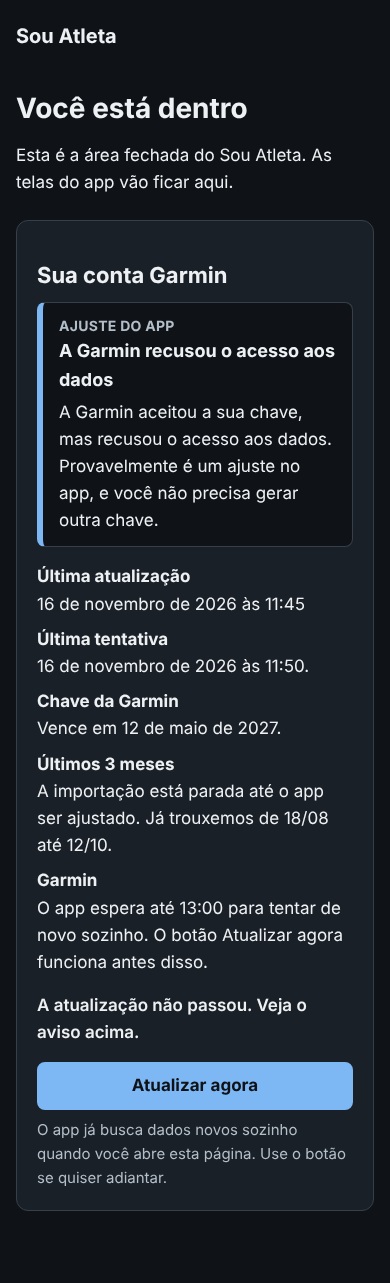 Sou Atleta
Você está dentro
Esta é a área fechada do Sou Atleta. As
telas do app vão ficar aqui.
Sua conta Garmin
AJUSTE DO APP
A Garmin recusou o acesso aos
dados
A Garmin aceitou a sua chave,
mas recusou o acesso aos dados.
Provavelmente é um ajuste no
app, e você não precisa gerar
outra chave.
Última atualização
16 de novembro de 2026 às 11:45
Última tentativa
16 de novembro de 2026 às 11:50.
Chave da Garmin
Vence em 12 de maio de 2027.
Últimos 3 meses
A importação está parada até o app
ser ajustado. Já trouxemos de 18/08
até 12/10.
Garmin
O app espera até 13:00 para tentar de
novo sozinho. O botão Atualizar agora
funciona antes disso.
A atualização não passou. Veja o
aviso acima.
Atualizar agora
O app já busca dados novos sozinho
quando você abre esta página. Use o botão
se quiser adiantar.